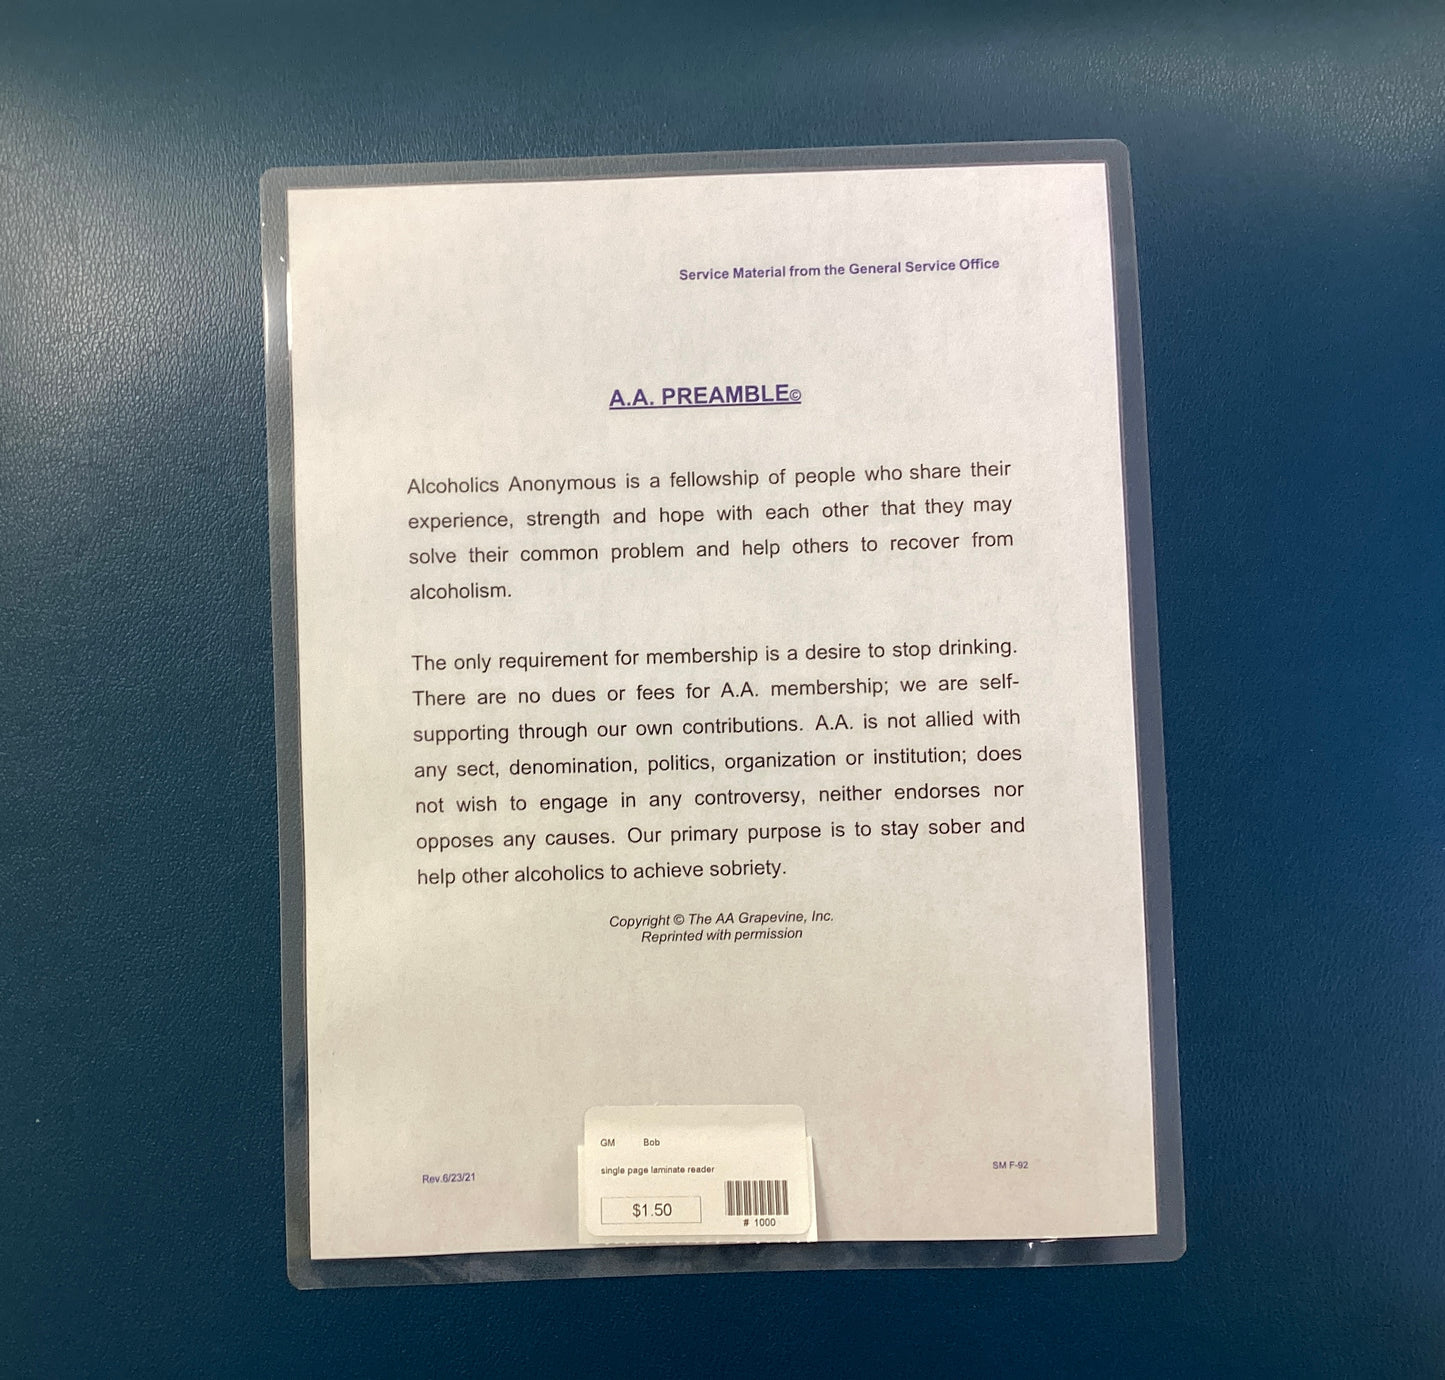 Service Material from the General Service Office
A.A. PREAMBLE©
Alcoholics Anonymous is a fellowship of people who share their
experience, strength and hope with each other that they may
solve their common problem and help others to recover from
alcoholism.
The only requirement for membership is a desire to stop drinking.
There are no dues or fees for A.A. membership; we are self-
supporting through our own contributions. A.A. is not allied with
any sect, denomination, politics, organization or institution; does
not wish to engage in any controversy, neither endorses nor
opposes any causes. Our primary purpose is to stay sober and
help other alcoholics to achieve sobriety.
Copyright © The AA Grapevine, Inc.
Reprinted with permission
Rev.6/23/21
GM Bob
single page laminate reader
$1.50
# 1000
SM F-92